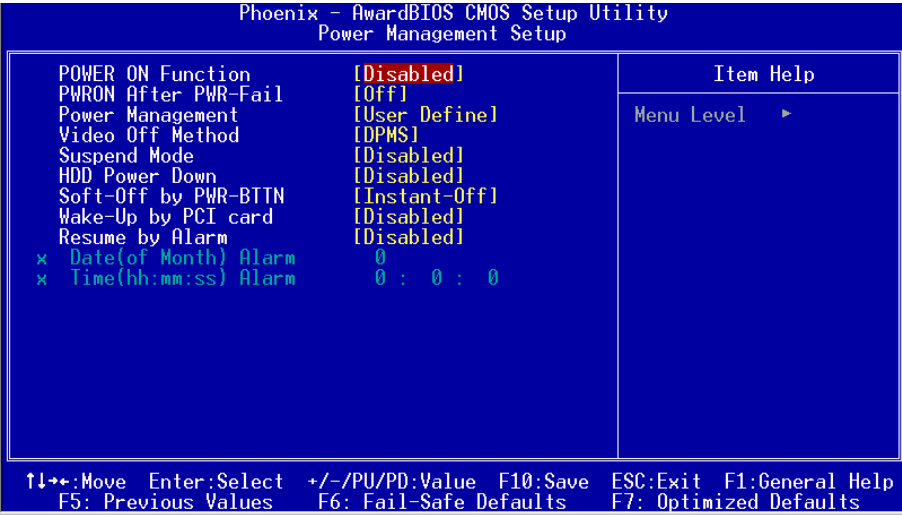 Phoenix - AwardBIOS CMOS Setup Utility
Power Management Setup
POWER ON Function [Disabled]
PWRON After PWR-Fail [Off]
Power Management [User Define]
Video Off Method [DPMS]
Suspend Mode [Disabled]
HDD Power Down [Disabled]
Soft-Off by PWR-BTTN [Instant-Off]
Wake-Up by PCI card [Disabled]
Resume by Alarm [Disabled]
x Date(of Month) Alarm 0
x Time(hh:mm:ss) Alarm 0 : 0 : 0
Item Help
Menu Level ►
↑↓→←:Move Enter:Select +/-/PU/PD:Value F10:Save ESC:Exit F1:General Help
F5: Previous Values F6: Fail-Safe Defaults F7: Optimized Defaults